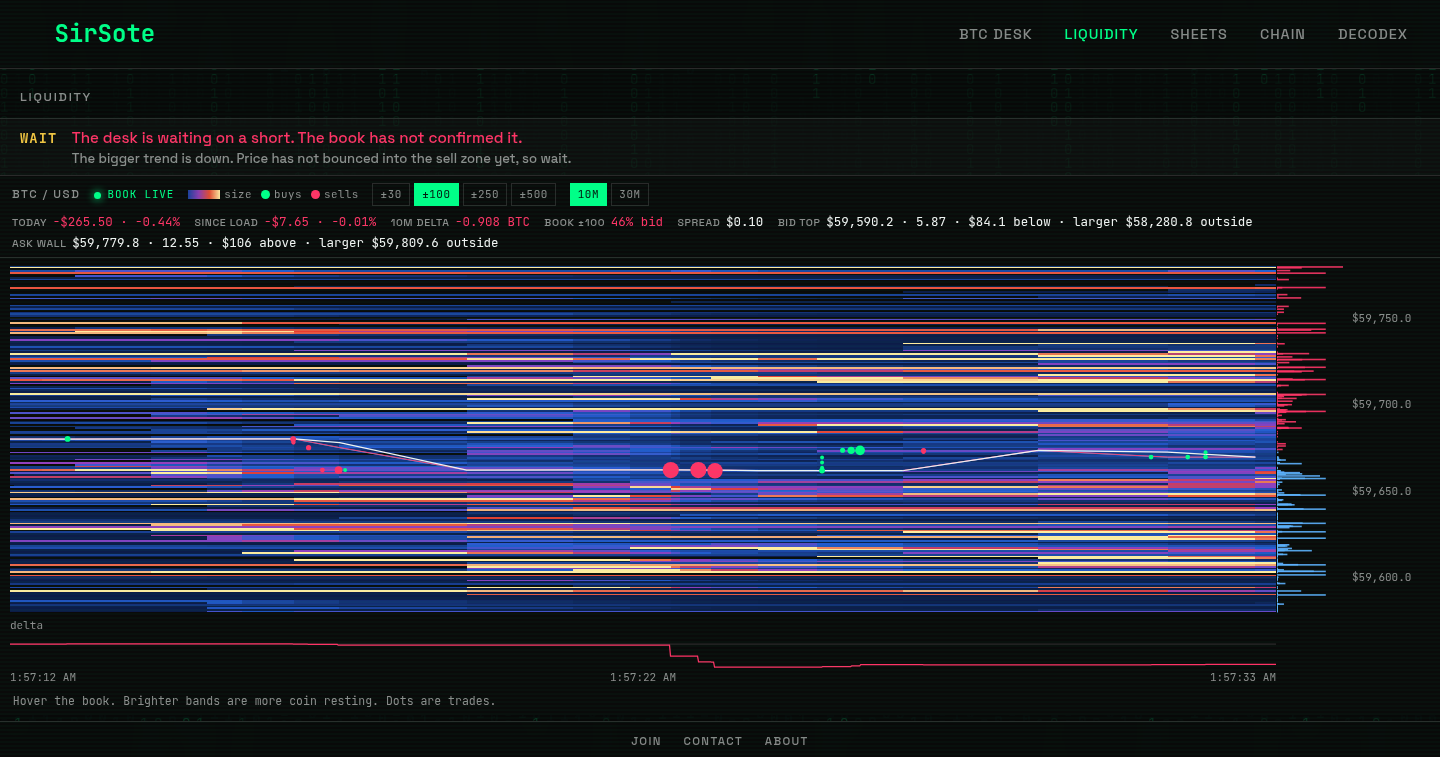 SirSote
BTC DESK LIQUIDITY SHEETS CHAIN DECODEX
LIQUIDITY
WAIT The desk is waiting on a short. The book has not confirmed it.
The bigger trend is down. Price has not bounced into the sell zone yet, so wait.
BTC / USD BOOK LIVE size buys sells ±30 ±100 ±250 ±500 10M 30M
TODAY -$265.50 · -0.44% SINCE LOAD -$7.65 · -0.01% 10M DELTA -0.908 BTC BOOK ±100 46% bid SPREAD $0.10 BID TOP $59,590.2 · 5.87 · $84.1 below · larger $58,280.8 outside
ASK WALL $59,779.8 · 12.55 · $106 above · larger $59,809.6 outside
$59,750.0
$59,700.0
$59,650.0
$59,600.0
delta
1:57:12 AM 1:57:22 AM 1:57:33 AM
Hover the book. Brighter bands are more coin resting. Dots are trades.
JOIN CONTACT ABOUT